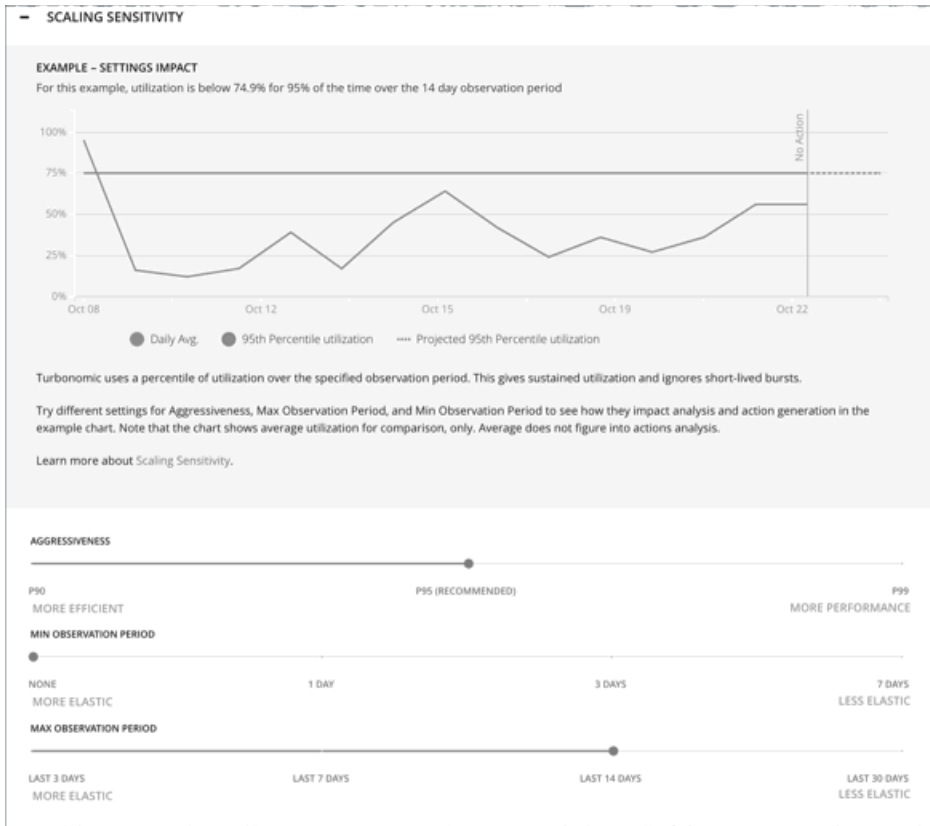 − SCALING SENSITIVITY
EXAMPLE – SETTINGS IMPACT
For this example, utilization is below 74.9% for 95% of the time over the 14 day observation period
100%
No Action
75%
50%
25%
0%
Oct 08 Oct 12 Oct 15 Oct 19 Oct 22
Daily Avg. 95th Percentile utilization Projected 95th Percentile utilization
Turbonomic uses a percentile of utilization over the specified observation period. This gives sustained utilization and ignores short-lived bursts.
Try different settings for Aggressiveness, Max Observation Period, and Min Observation Period to see how they impact analysis and action generation in the
example chart. Note that the chart shows average utilization for comparison, only. Average does not figure into actions analysis.
Learn more about Scaling Sensitivity.
AGGRESSIVENESS
P90 P95 (RECOMMENDED) P99
MORE EFFICIENT MORE PERFORMANCE
MIN OBSERVATION PERIOD
NONE 1 DAY 3 DAYS 7 DAYS
MORE ELASTIC LESS ELASTIC
MAX OBSERVATION PERIOD
LAST 3 DAYS LAST 7 DAYS LAST 14 DAYS LAST 30 DAYS
MORE ELASTIC LESS ELASTIC